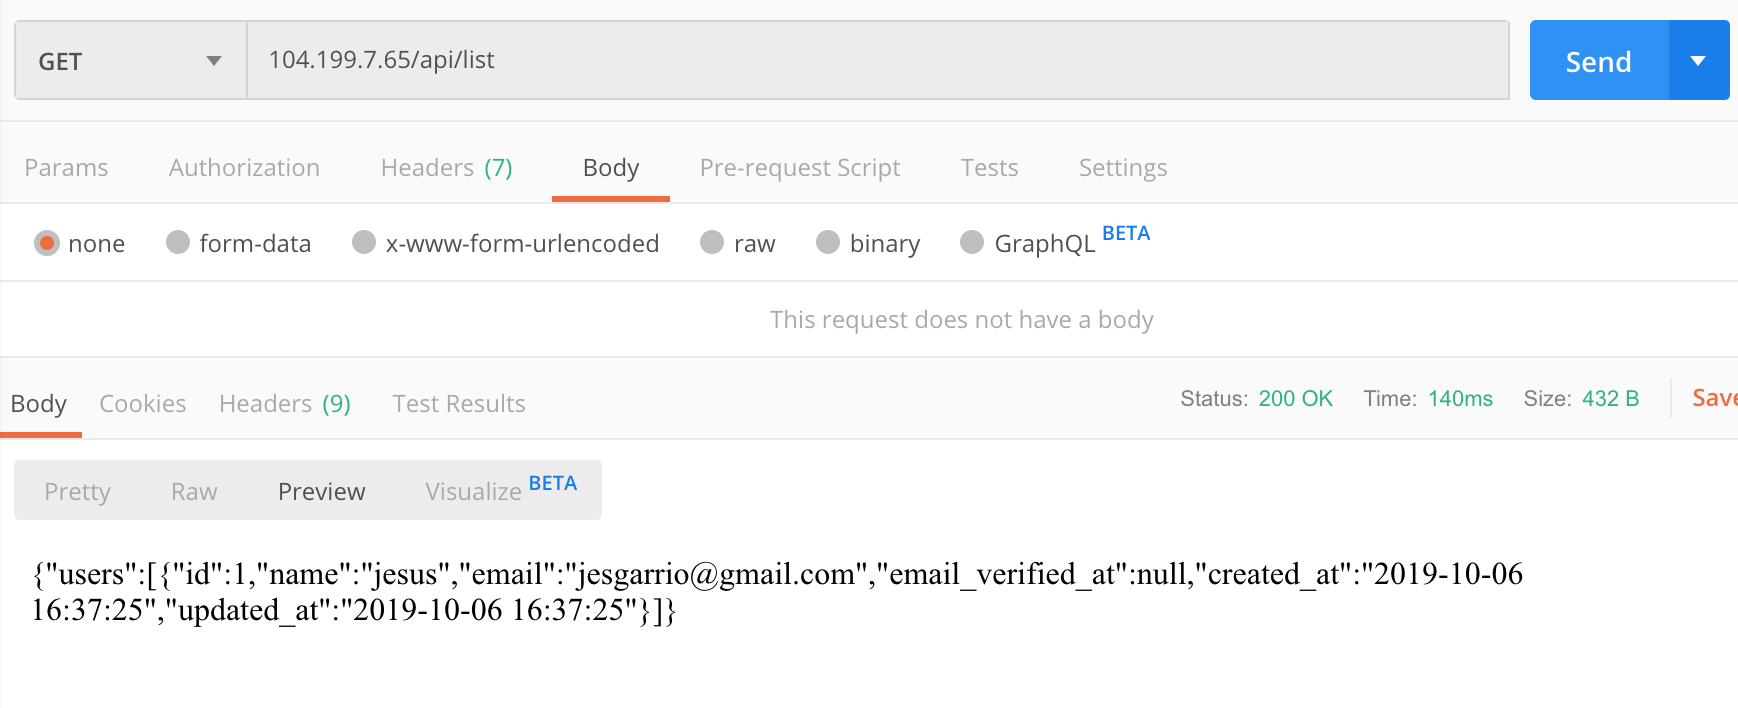 GET 104.199.7.65/api/list Send
Params Authorization Headers (7) Body Pre-request Script Tests Settings
none form-data x-www-form-urlencoded raw binary GraphQL BETA
This request does not have a body
Body Cookies Headers (9) Test Results Status: 200 OK Time: 140ms Size: 432 B Save
Pretty Raw Preview Visualize BETA
{"users":[{"id":1,"name":"jesus","email":"jesgarrio@gmail.com","email_verified_at":null,"created_at":"2019-10-06
16:37:25","updated_at":"2019-10-06 16:37:25"}]}